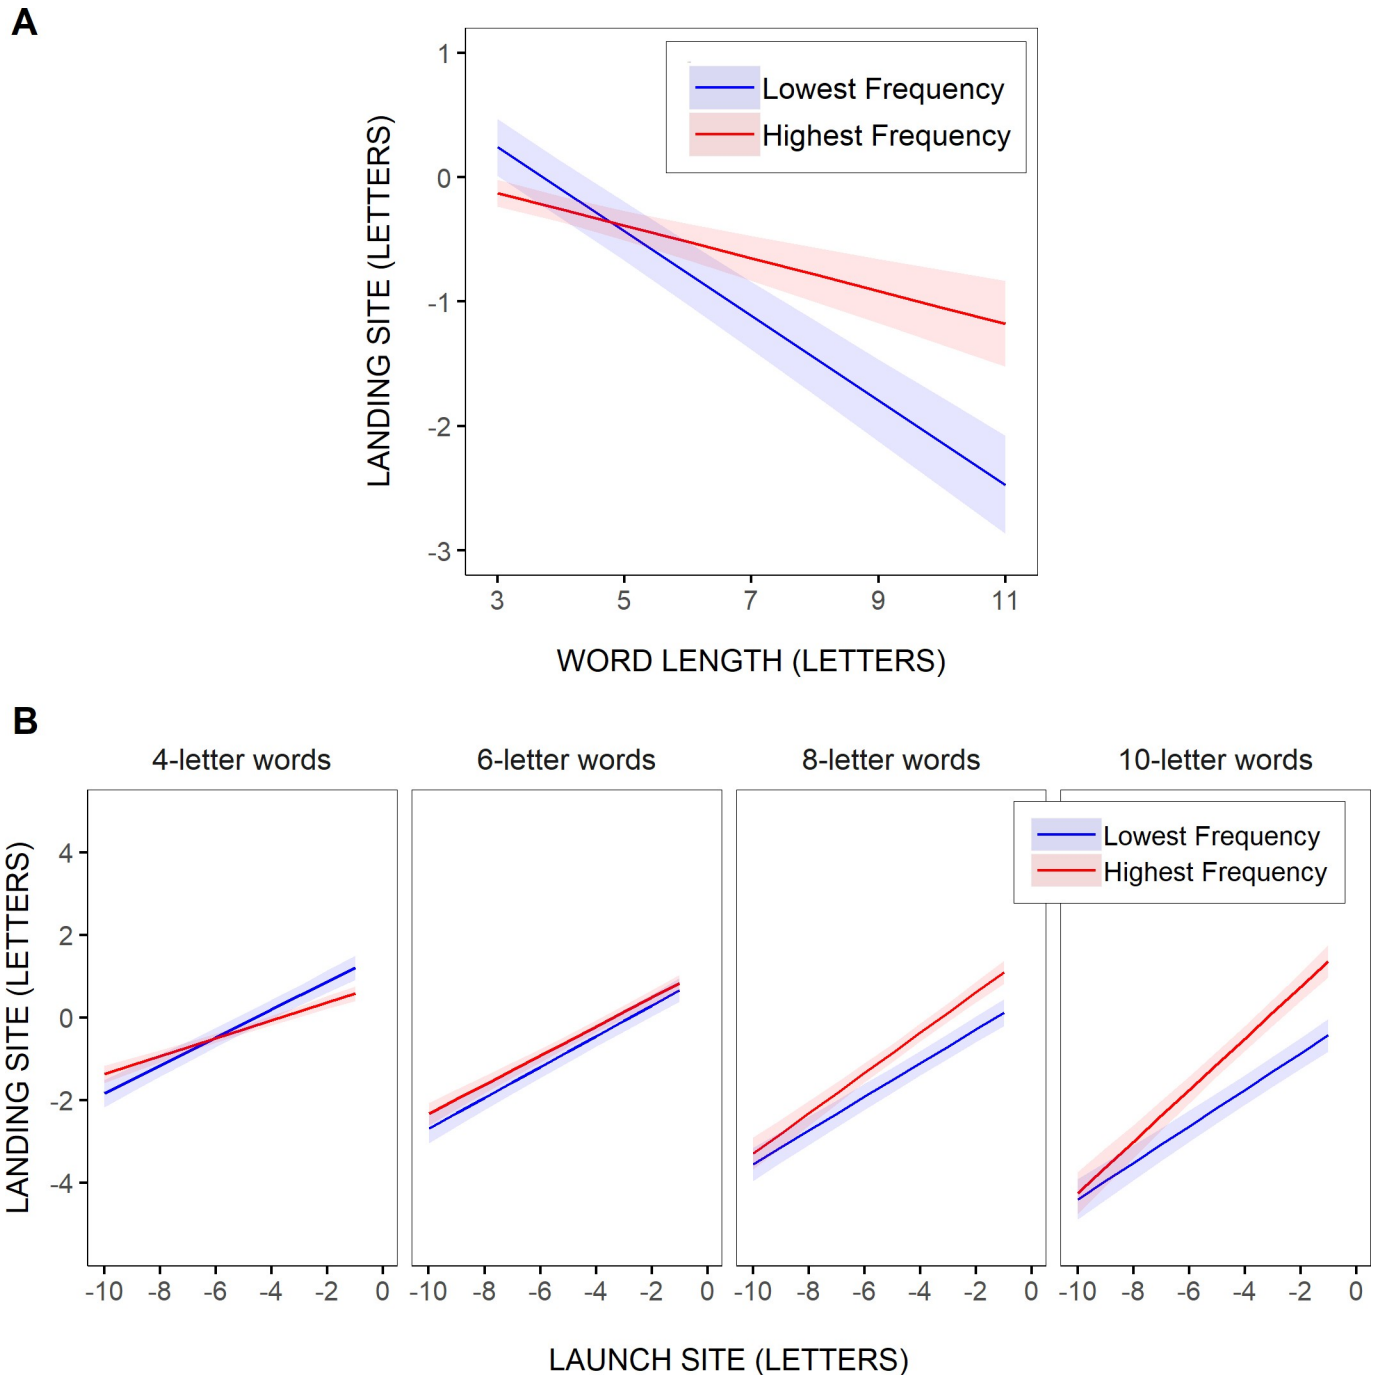 A
1
0
-1
-2
-3
LANDING SITE (LETTERS)
Lowest Frequency
Highest Frequency
3 5 7 9 11
WORD LENGTH (LETTERS)
B
4-letter words 6-letter words 8-letter words 10-letter words
4
2
0
-2
-4
LANDING SITE (LETTERS)
Lowest Frequency
Highest Frequency
-10 -8 -6 -4 -2 0 -10 -8 -6 -4 -2 0 -10 -8 -6 -4 -2 0 -10 -8 -6 -4 -2 0
LAUNCH SITE (LETTERS)